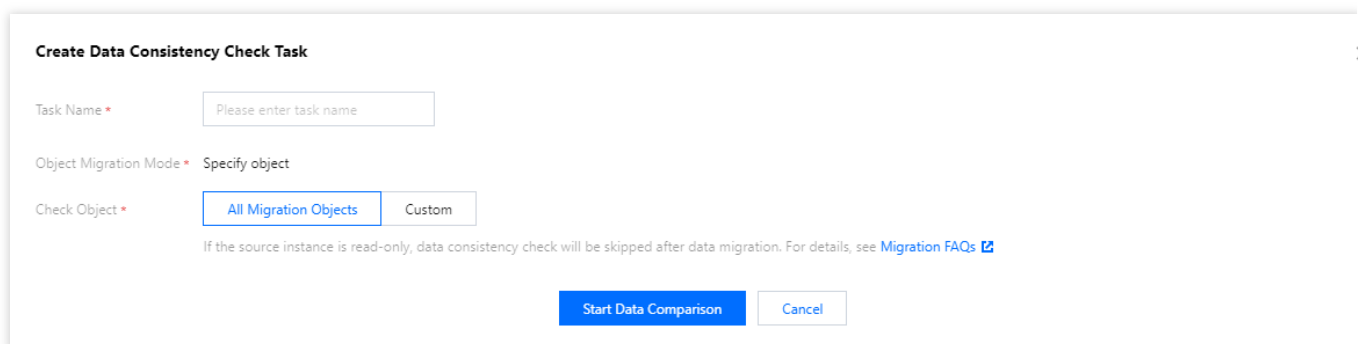 Create Data Consistency Check Task
Task Name *
Please enter task name
Object Migration Mode * Specify object
Check Object * All Migration Objects Custom
If the source instance is read-only, data consistency check will be skipped after data migration. For details, see Migration FAQs
Start Data Comparison Cancel